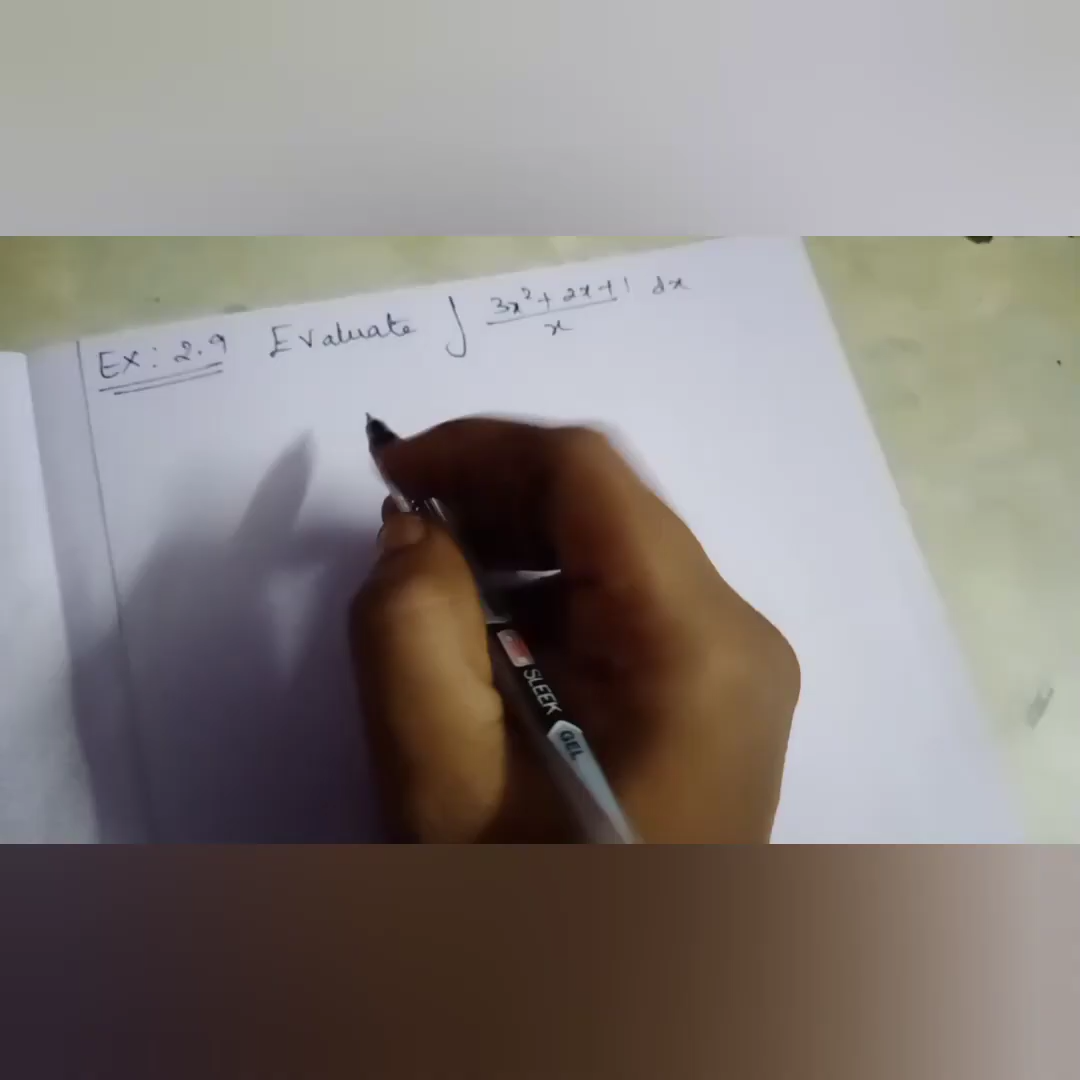 EX: 2.9 Evaluate ∫ (3x²+2x+1)/x dx
SLEEK GEL